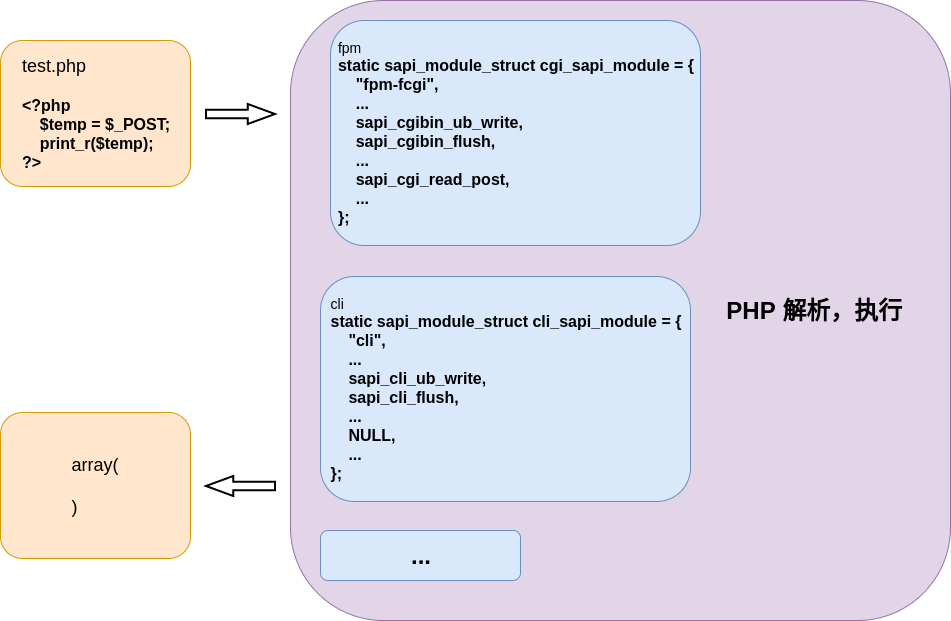 test.php
<?php
$temp = $_POST;
print_r($temp);
?>
fpm
static sapi_module_struct cgi_sapi_module = {
"fpm-fcgi",
...
sapi_cgibin_ub_write,
sapi_cgibin_flush,
...
sapi_cgi_read_post,
...
};
cli
static sapi_module_struct cli_sapi_module = {
"cli",
...
sapi_cli_ub_write,
sapi_cli_flush,
...
NULL,
...
};
...
PHP 解析，执行
array(
)